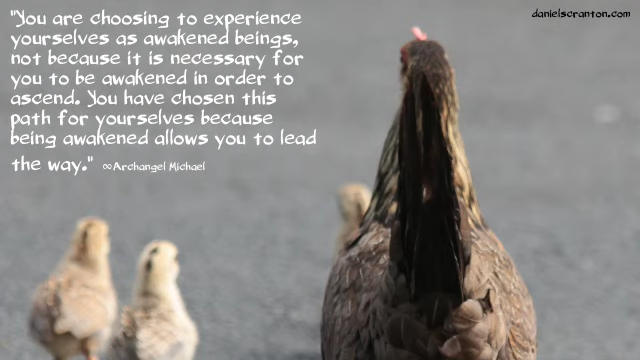 danielscranton.com
"You are choosing to experience
yourselves as awakened beings,
not because it is necessary for
you to be awakened in order to
ascend. You have chosen this
path for yourselves because
being awakened allows you to lead
the way." ∞Archangel Michael